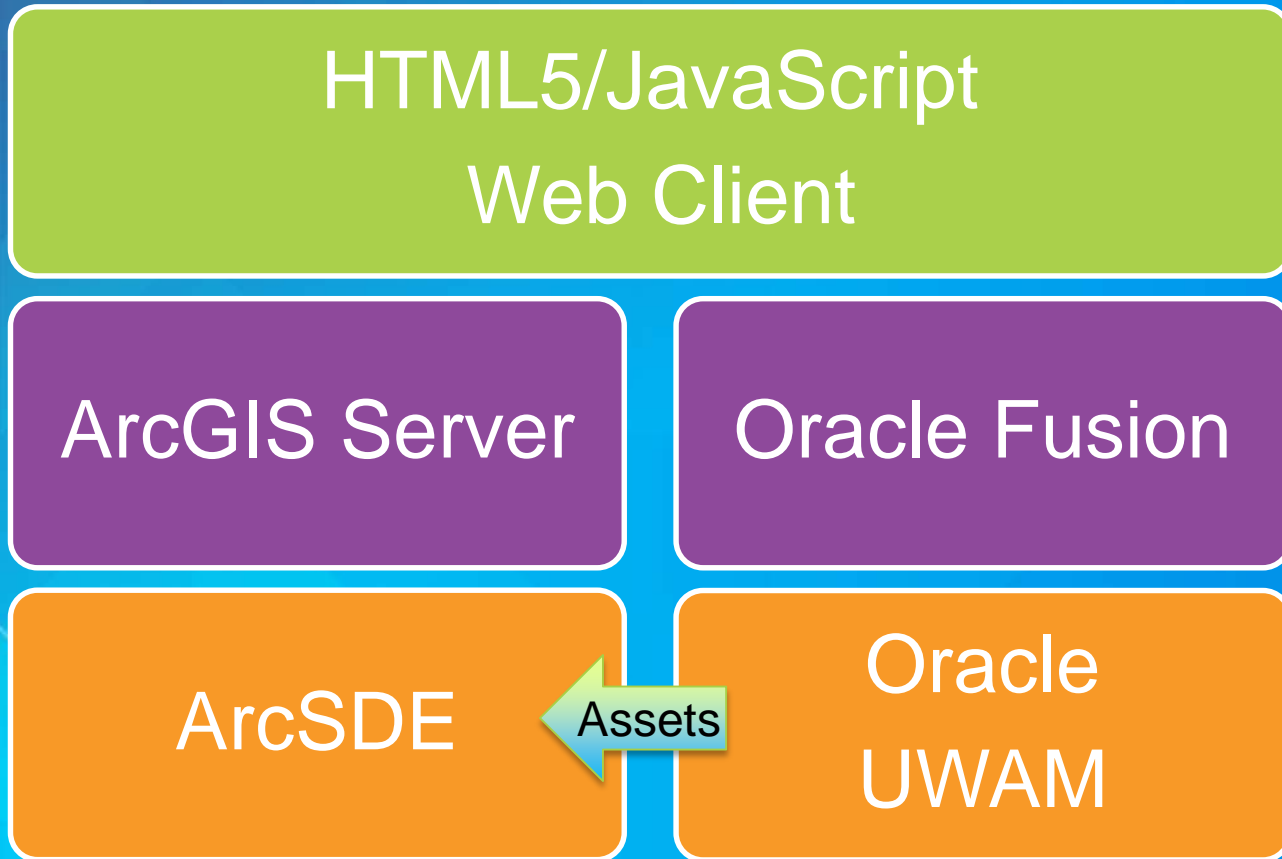 HTML5/JavaScript
Web Client
ArcGIS Server
Oracle Fusion
ArcSDE
Assets
Oracle
UWAM